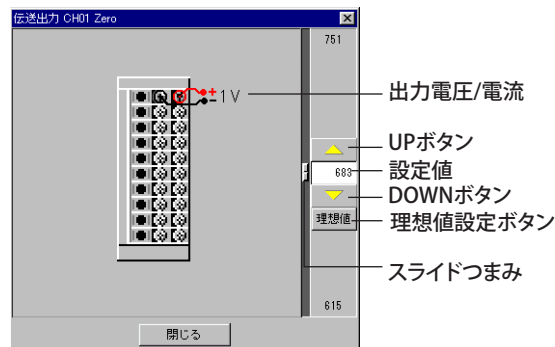 伝送出力 CH01 Zero
751
+
- 1 V
出力電圧/電流
UPボタン
683
設定値
DOWNボタン
理想値
理想値設定ボタン
スライドつまみ
615
閉じる